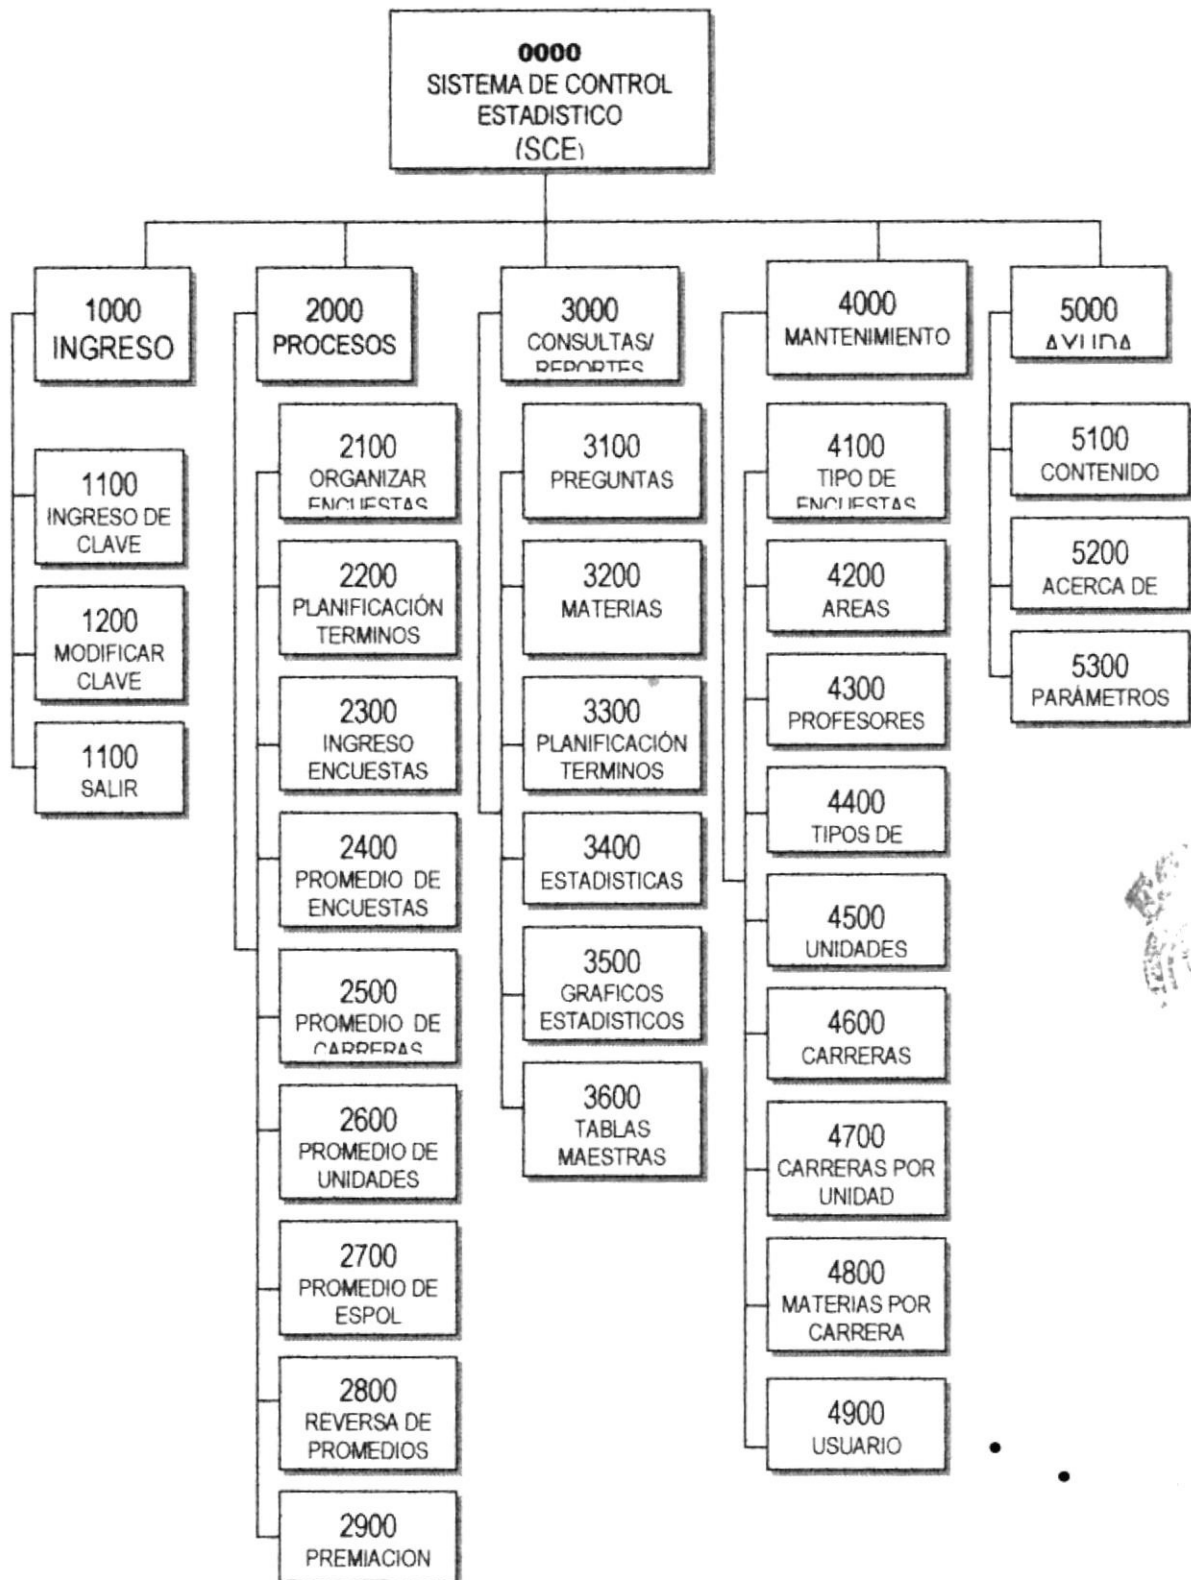 0000
SISTEMA DE CONTROL
ESTADISTICO
(SCE)
1000
INGRESO
2000
PROCESOS
3000
CONSULTAS/
REPORTES
4000
MANTENIMIENTO
5000
AYUDA
1100
INGRESO DE
CLAVE
1200
MODIFICAR
CLAVE
1100
SALIR
2100
ORGANIZAR
ENCUESTAS
2200
PLANIFICACIÓN
TERMINOS
2300
INGRESO
ENCUESTAS
2400
PROMEDIO DE
ENCUESTAS
2500
PROMEDIO DE
CARRERAS
2600
PROMEDIO DE
UNIDADES
2700
PROMEDIO DE
ESPOL
2800
REVERSA DE
PROMEDIOS
2900
PREMIACION
3100
PREGUNTAS
3200
MATERIAS
3300
PLANIFICACIÓN
TERMINOS
3400
ESTADISTICAS
3500
GRAFICOS
ESTADISTICOS
3600
TABLAS
MAESTRAS
4100
TIPO DE
ENCUESTAS
4200
AREAS
4300
PROFESORES
4400
TIPOS DE
4500
UNIDADES
4600
CARRERAS
4700
CARRERAS POR
UNIDAD
4800
MATERIAS POR
CARRERA
4900
USUARIO
5100
CONTENIDO
5200
ACERCA DE
5300
PARÁMETROS